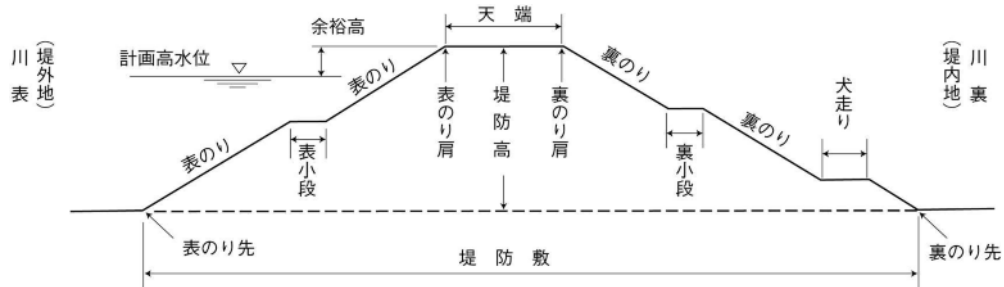 川表
（堤外地）
計画高水位
余裕高
天端
表のり
表のり
表小段
表のり肩
堤防高
裏のり肩
裏のり
裏小段
裏のり
犬走り
（堤内地）
川裏
表のり先
堤防敷
裏のり先